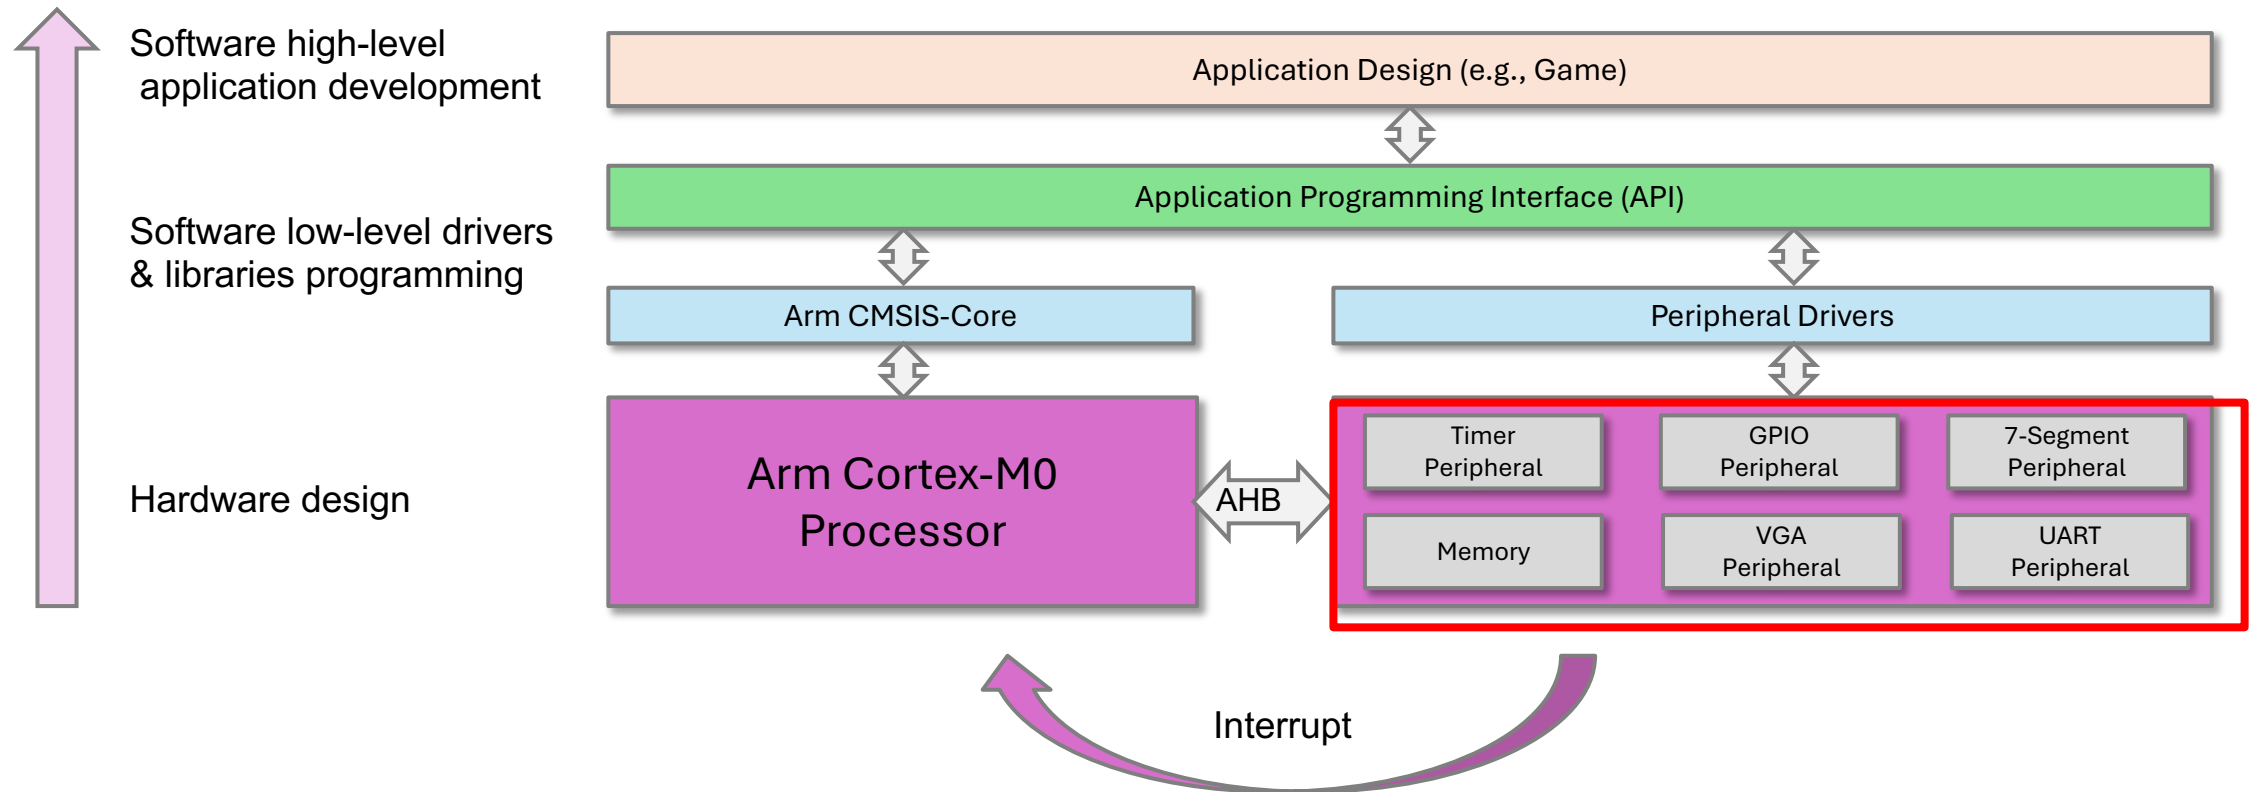 Software high-level
application development
Application Design (e.g., Game)
Application Programming Interface (API)
Software low-level drivers
& libraries programming
Arm CMSIS-Core
Peripheral Drivers
Hardware design
Arm Cortex-M0
Processor
AHB
Timer
Peripheral
GPIO
Peripheral
7-Segment
Peripheral
Memory
VGA
Peripheral
UART
Peripheral
Interrupt